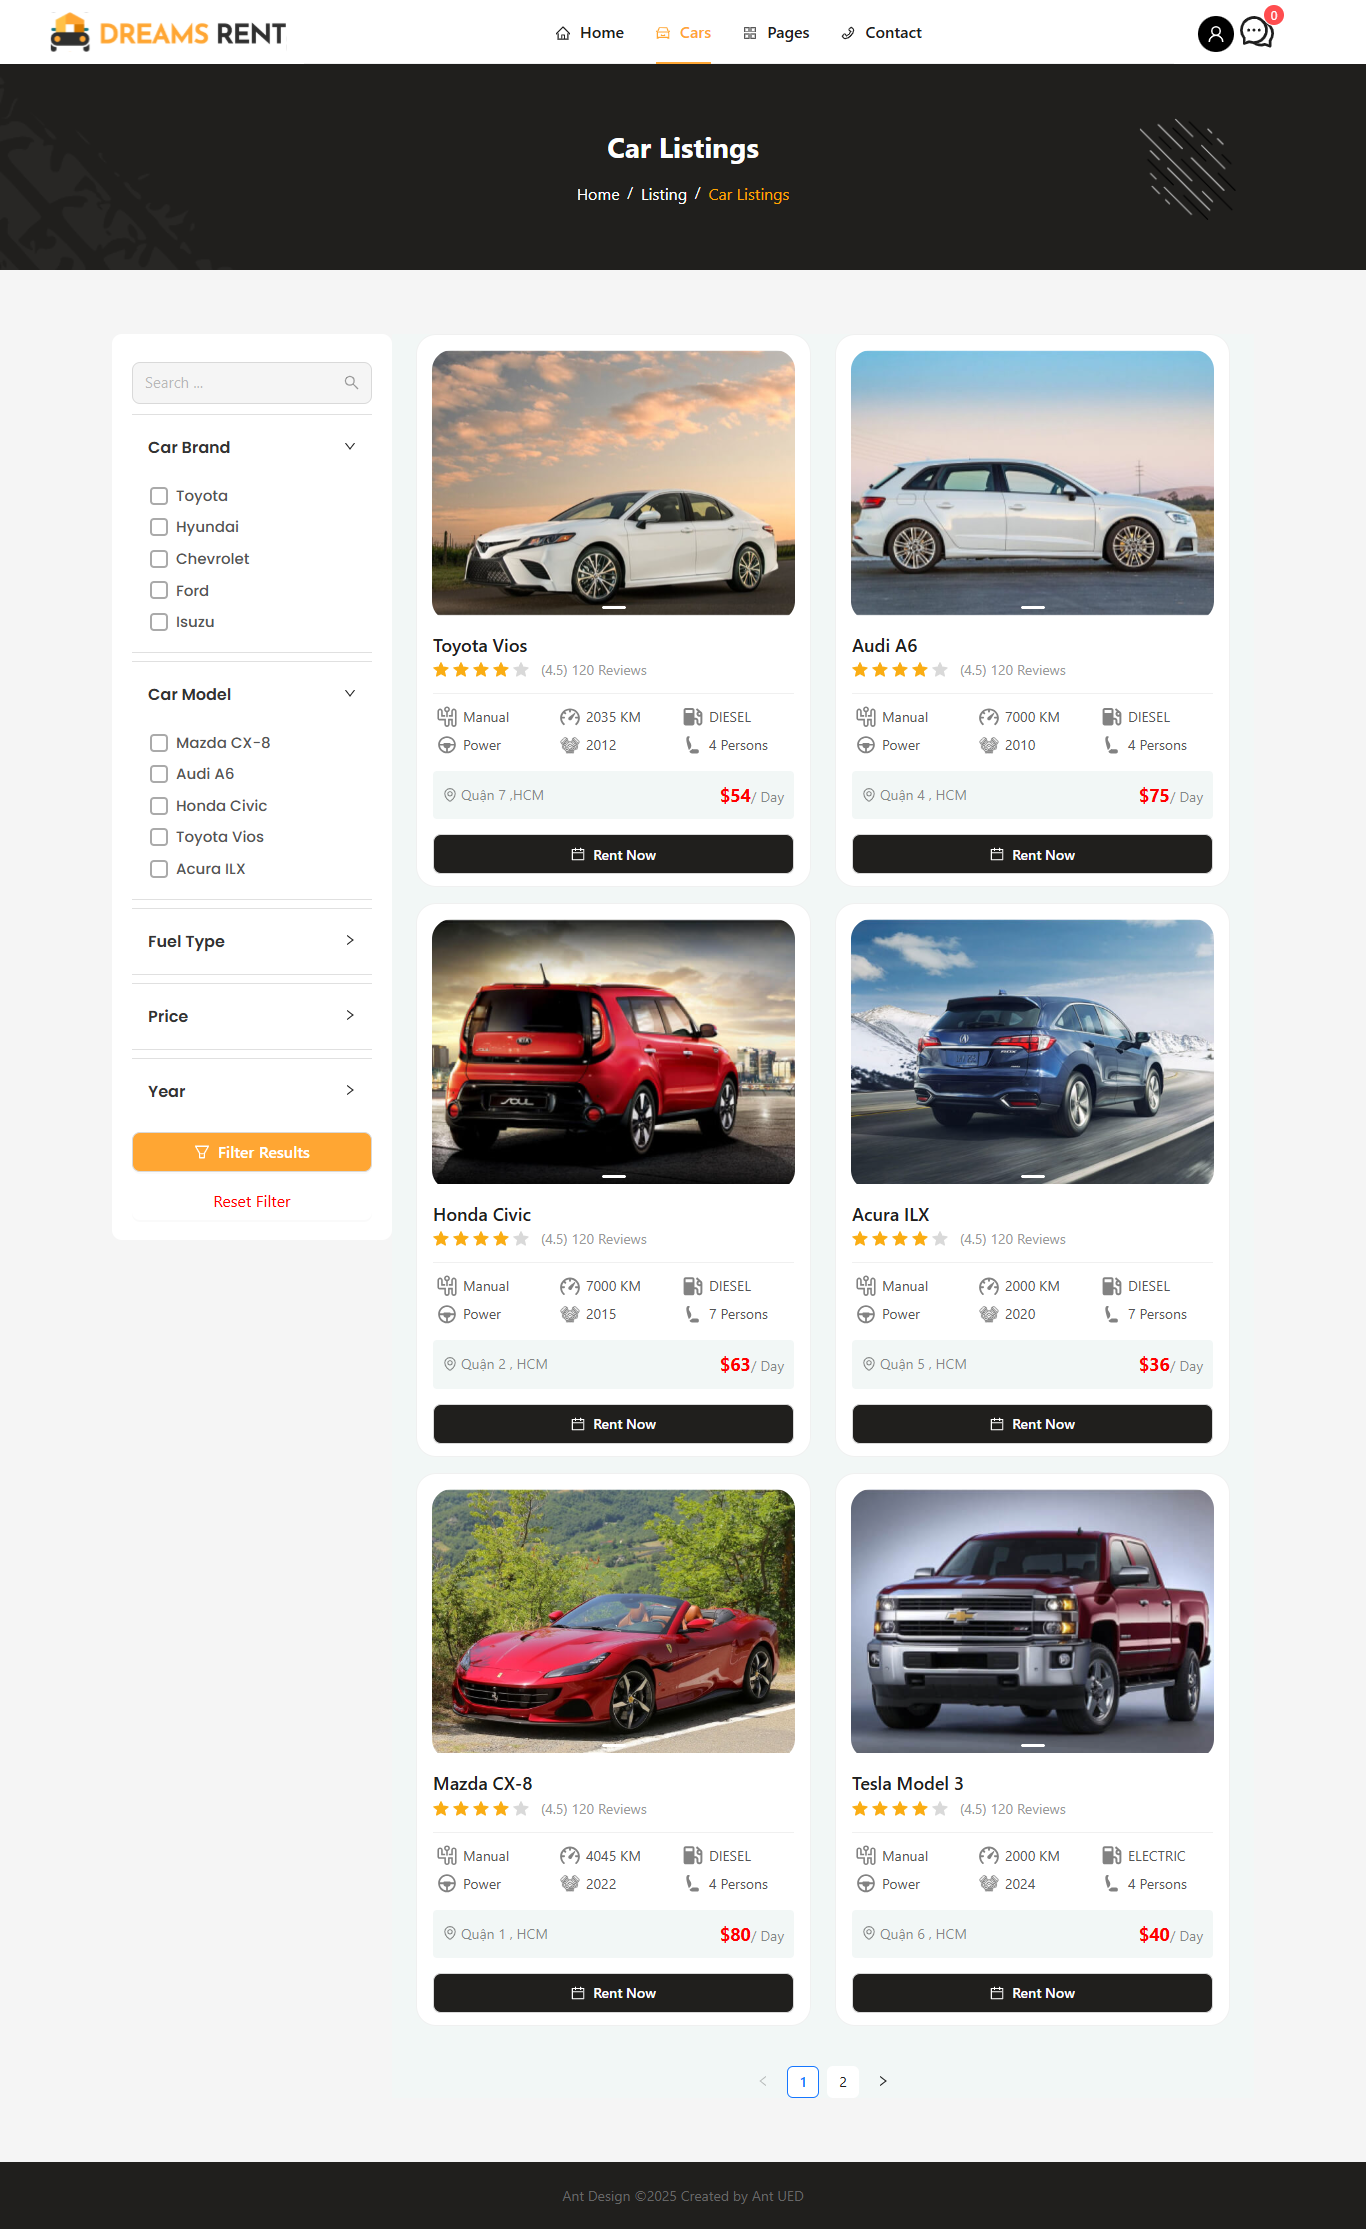 DREAMS RENT
Home
Cars
Pages
Contact
0
Car Listings
Home / Listing / Car Listings
Search ...
Car Brand
Toyota
Hyundai
Chevrolet
Ford
Isuzu
Car Model
Mazda CX-8
Audi A6
Honda Civic
Toyota Vios
Acura ILX
Fuel Type
Price
Year
Filter Results
Reset Filter
Toyota Vios
(4.5) 120 Reviews
Manual 2035 KM DIESEL
Power 2012 4 Persons
Quận 7 ,HCM $54/ Day
Rent Now
Audi A6
(4.5) 120 Reviews
Manual 7000 KM DIESEL
Power 2010 4 Persons
Quận 4 , HCM $75/ Day
Rent Now
KIA
SOUL
Honda Civic
(4.5) 120 Reviews
Manual 7000 KM DIESEL
Power 2015 7 Persons
Quận 2 , HCM $63/ Day
Rent Now
Acura ILX
(4.5) 120 Reviews
Manual 2000 KM DIESEL
Power 2020 7 Persons
Quận 5 , HCM $36/ Day
Rent Now
Mazda CX-8
(4.5) 120 Reviews
Manual 4045 KM DIESEL
Power 2022 4 Persons
Quận 1 , HCM $80/ Day
Rent Now
Tesla Model 3
(4.5) 120 Reviews
Manual 2000 KM ELECTRIC
Power 2024 4 Persons
Quận 6 , HCM $40/ Day
Rent Now
< 1 2 >
Ant Design ©2025 Created by Ant UED